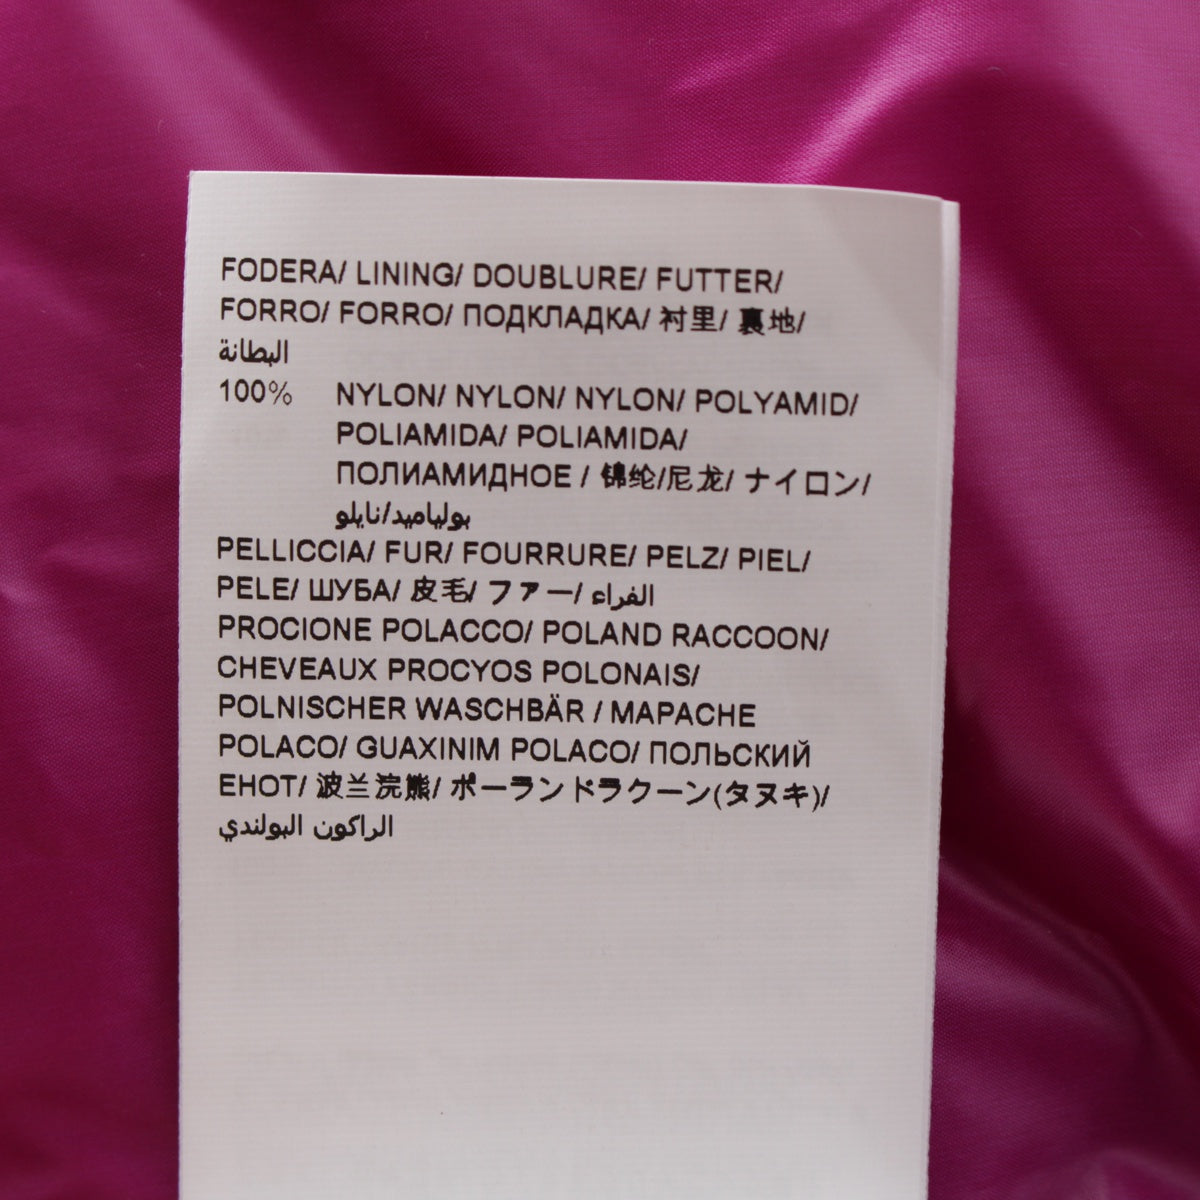 FODERA/ LINING/ DOUBLURE/ FUTTER/
FORRO/ FORRO/ ПОДКЛАДКА/ 衬里/ 裏地/
البطانة
100% NYLON/ NYLON/ NYLON/ POLYAMID/
POLIAMIDA/ POLIAMIDA/
ПОЛИАМИДНОЕ / 锦纶/尼龙/ ナイロン/
بولياميد/نايلو
PELLICCIA/ FUR/ FOURRURE/ PELZ/ PIEL/
PELE/ ШУБА/ 皮毛/ ファー/ الفراء
PROCIONE POLACCO/ POLAND RACCOON/
CHEVEAUX PROCYOS POLONAIS/
POLNISCHER WASCHBÄR / MAPACHE
POLACO/ GUAXINIM POLACO/ ПОЛЬСКИЙ
ЕНОТ/ 波兰浣熊/ ポーランドラクーン(タヌキ)/
الراكون البولندي